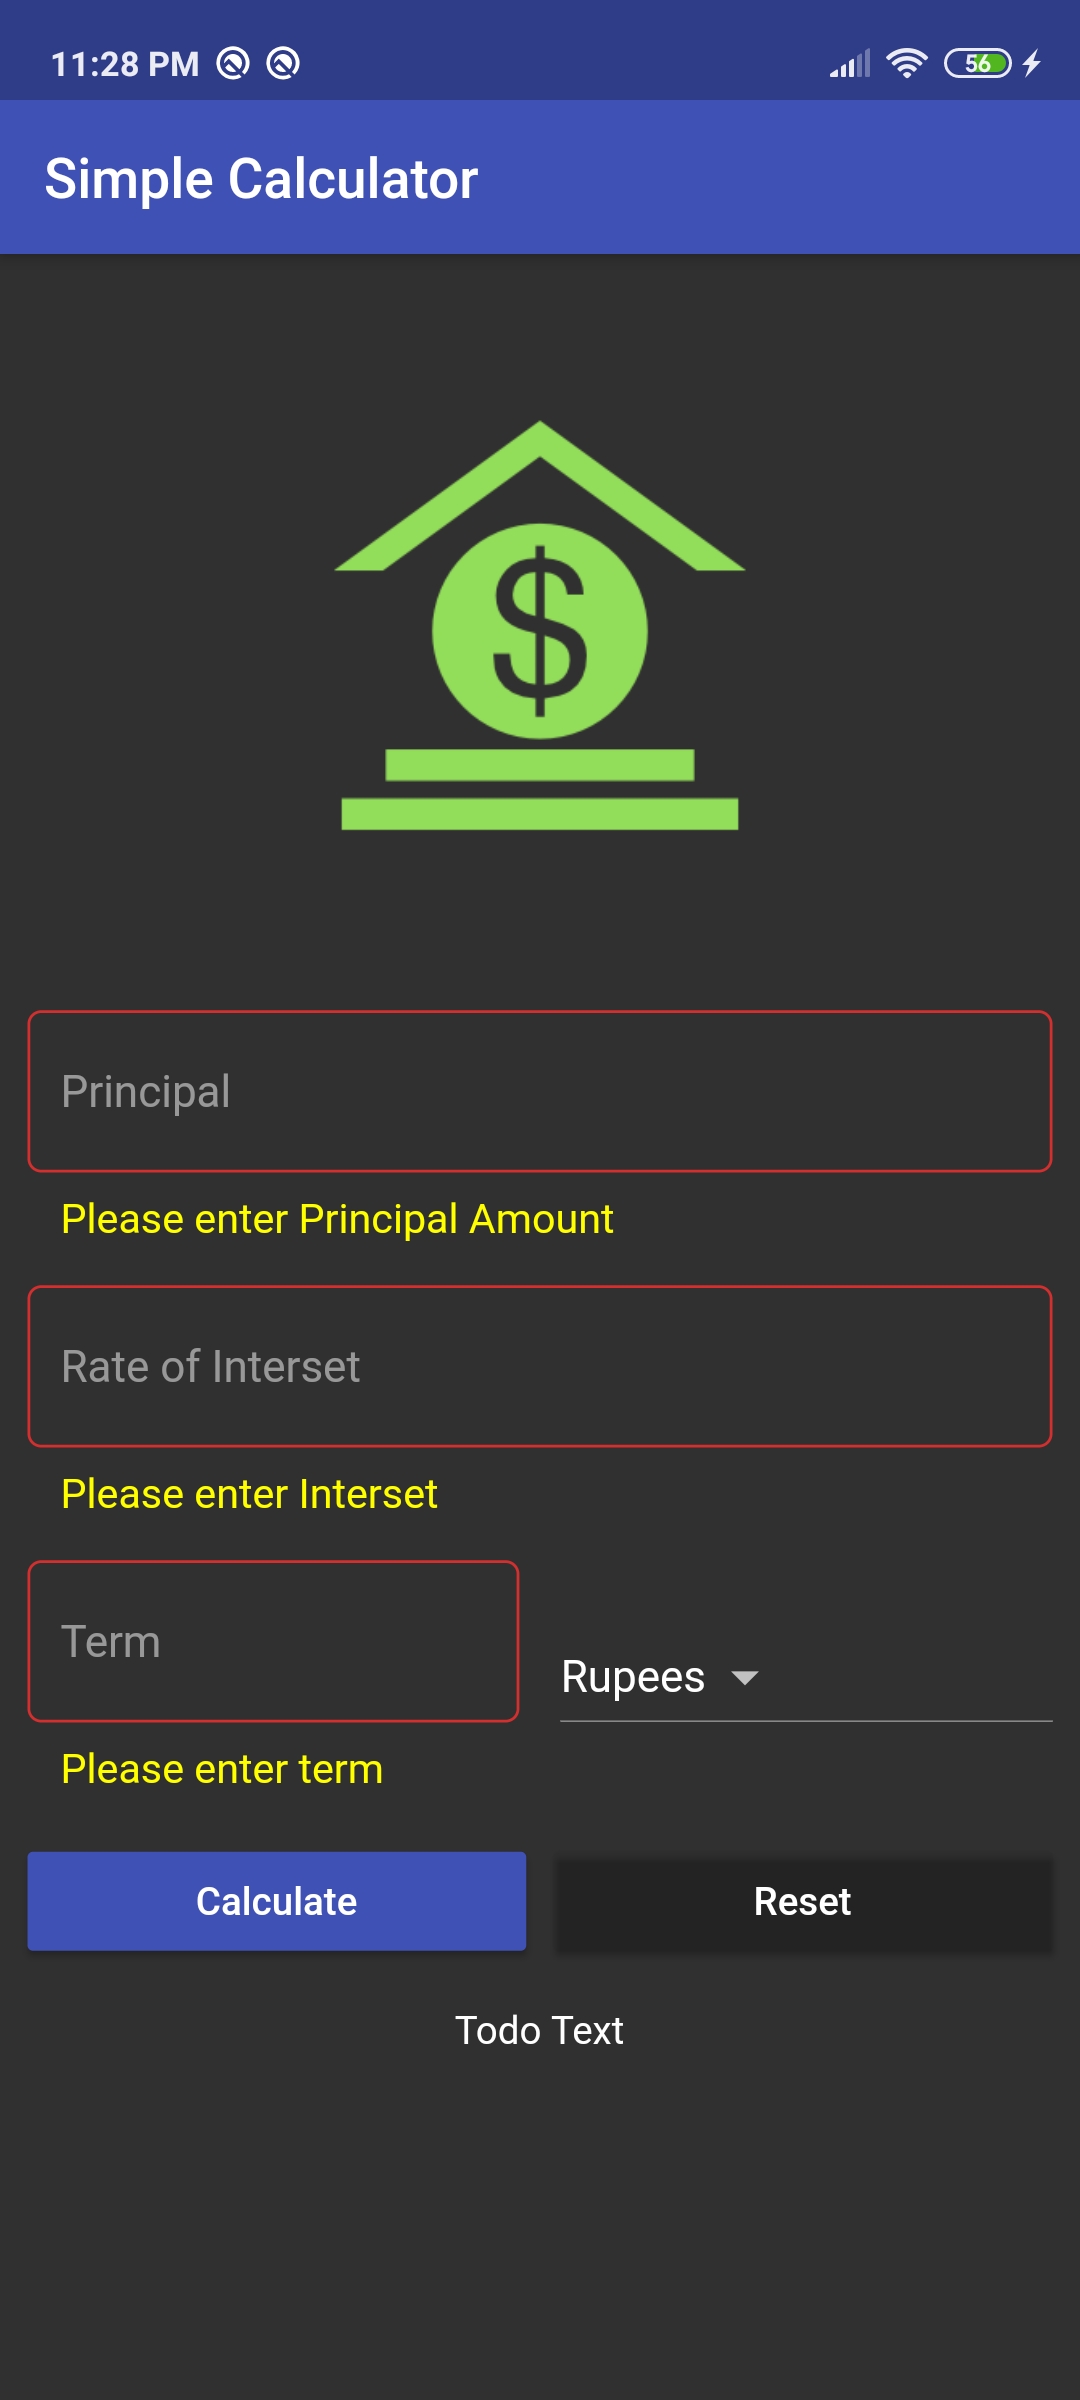 11:28 PM
56
Simple Calculator
$
Principal
Please enter Principal Amount
Rate of Interset
Please enter Interset
Term
Rupees
Please enter term
Calculate
Reset
Todo Text